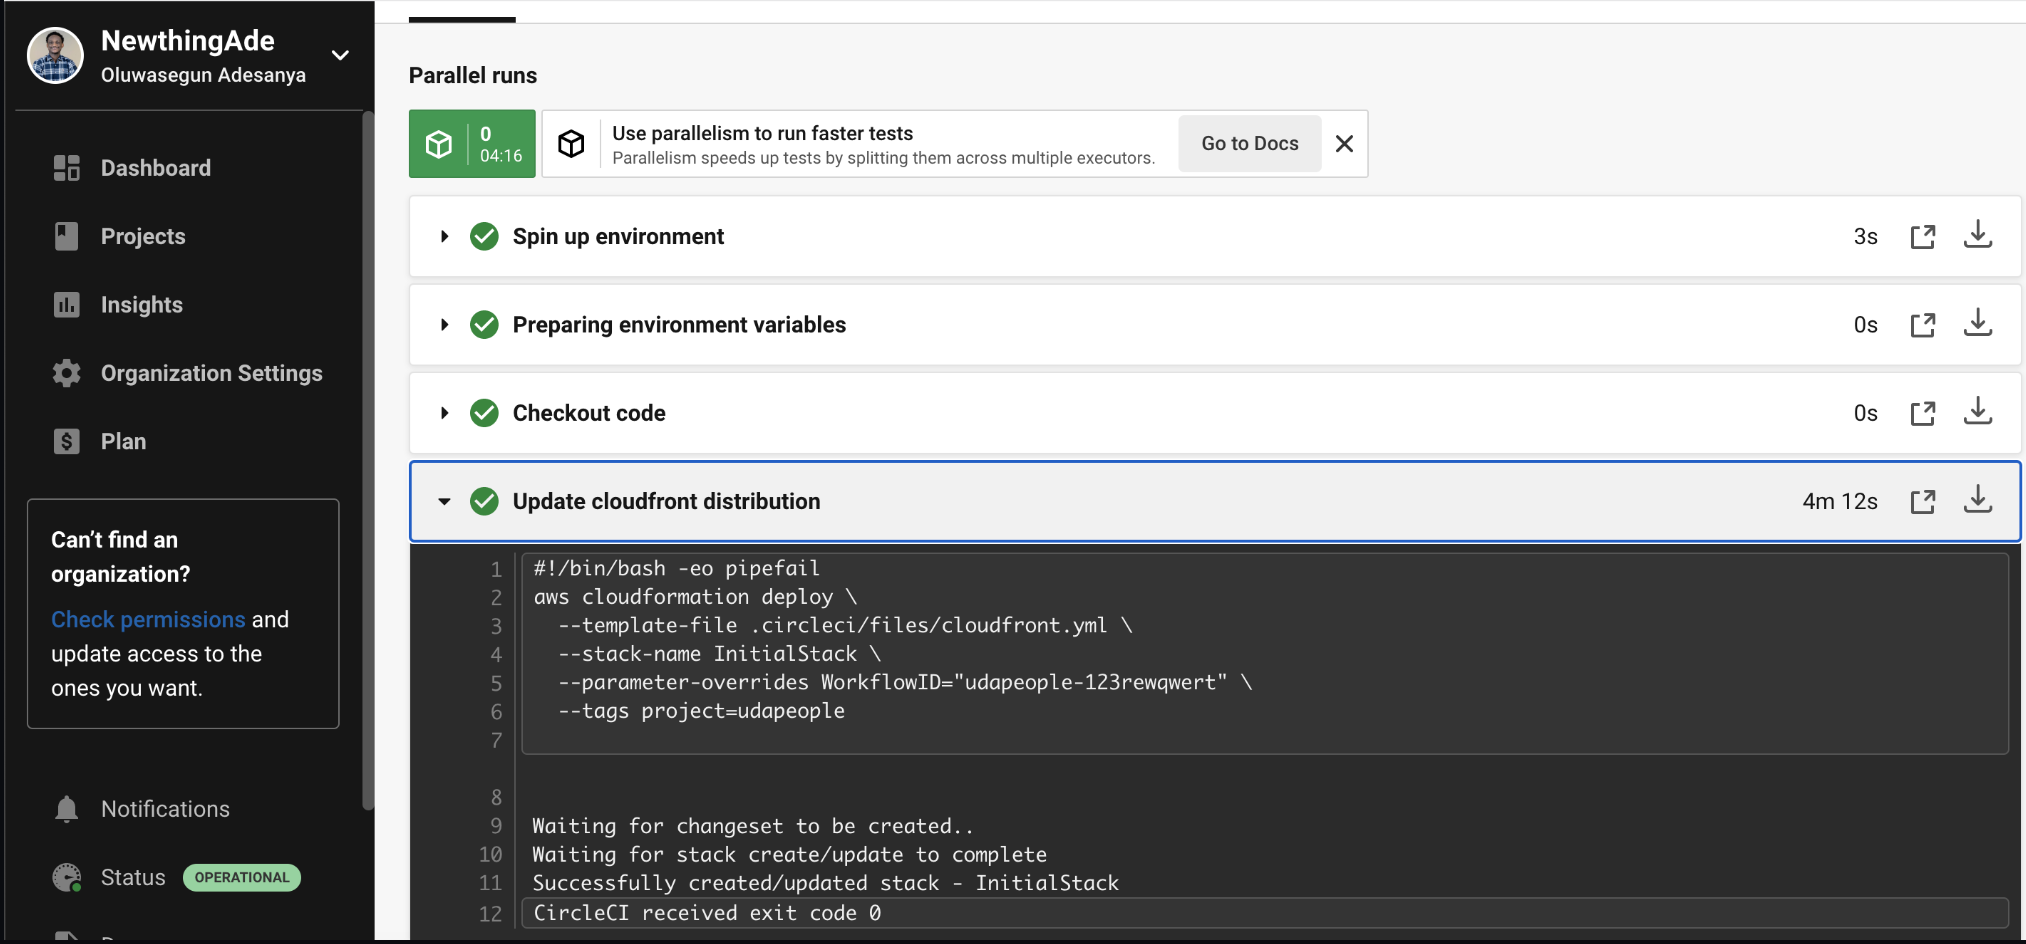 NewthingAde
Oluwasegun Adesanya
Dashboard
Projects
Insights
Organization Settings
Plan
Can't find an
organization?
Check permissions and
update access to the
ones you want.
Notifications
Status OPERATIONAL
Parallel runs
0
04:16
Use parallelism to run faster tests
Parallelism speeds up tests by splitting them across multiple executors.
Go to Docs
Spin up environment 3s
Preparing environment variables 0s
Checkout code 0s
Update cloudfront distribution 4m 12s
1 #!/bin/bash -eo pipefail
2 aws cloudformation deploy \
3 --template-file .circleci/files/cloudfront.yml \
4 --stack-name InitialStack \
5 --parameter-overrides WorkflowID="udapeople-123rewqwert" \
6 --tags project=udapeople
7
8
9 Waiting for changeset to be created..
10 Waiting for stack create/update to complete
11 Successfully created/updated stack - InitialStack
12 CircleCI received exit code 0